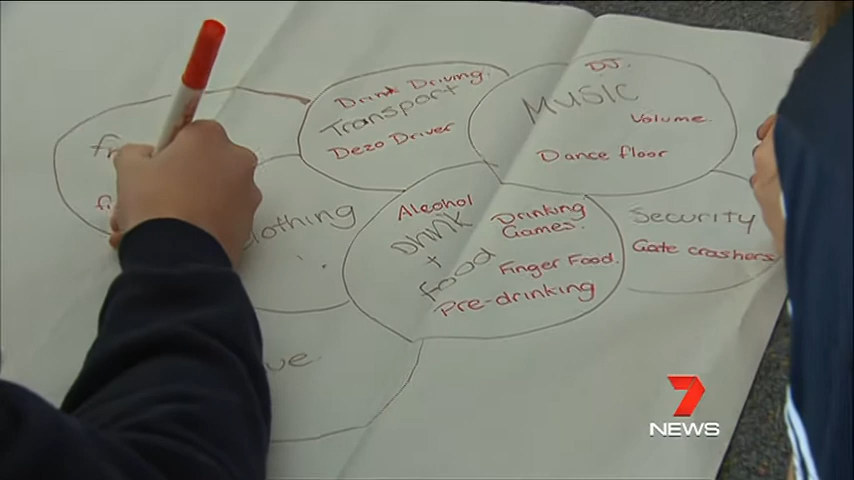 Drink Driving
Transport
Dezo Driver
DJ.
MUSIC
Volume.
Dance floor
clothing
Alcohol
Drink
+
Food
Drinking
Games.
Finger Food.
Pre-drinking
Security
Gate crashers
7
NEWS